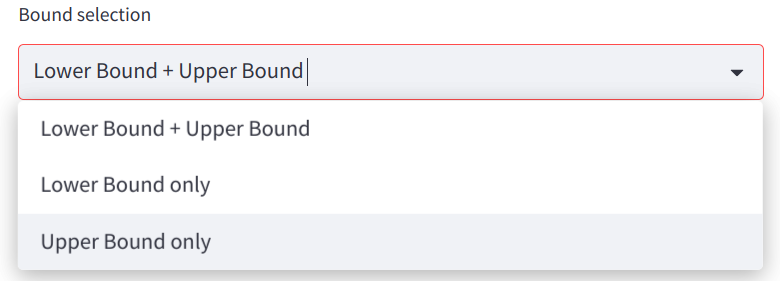 Bound selection
Lower Bound + Upper Bound
Lower Bound + Upper Bound
Lower Bound only
Upper Bound only